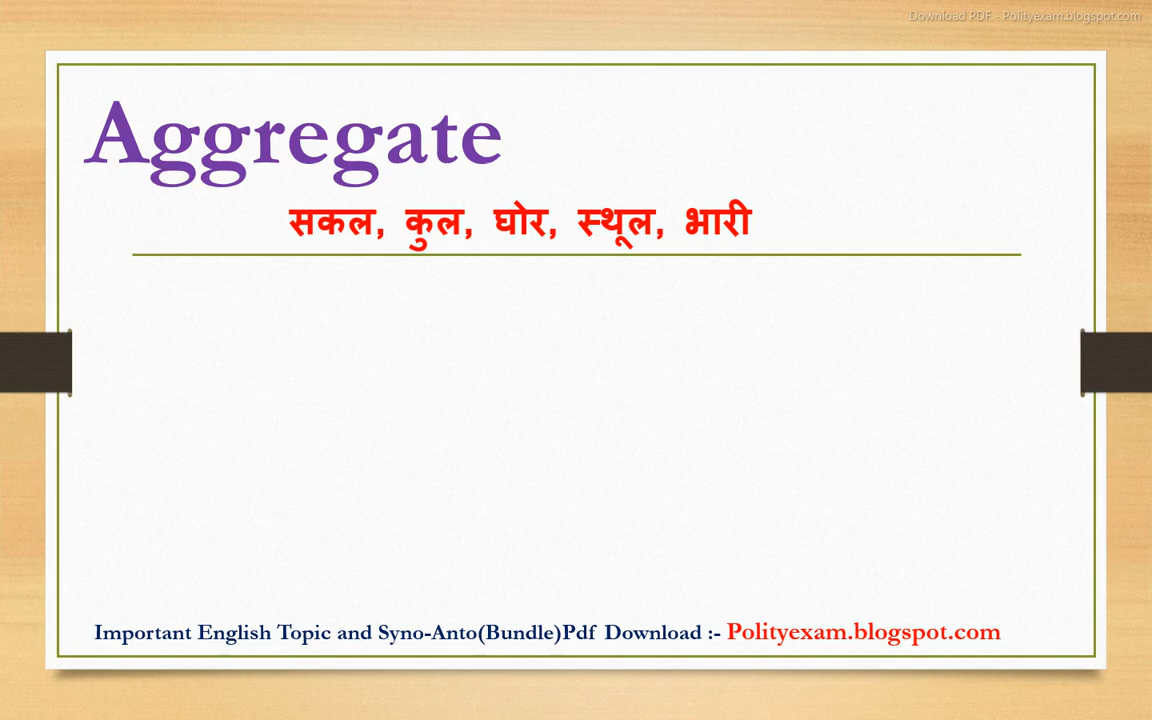 Download PDF - Polityexam.blogspot.com
Aggregate
सकल, कुल, घोर, स्थूल, भारी
Important English Topic and Syno-Anto(Bundle)Pdf Download :- Polityexam.blogspot.com